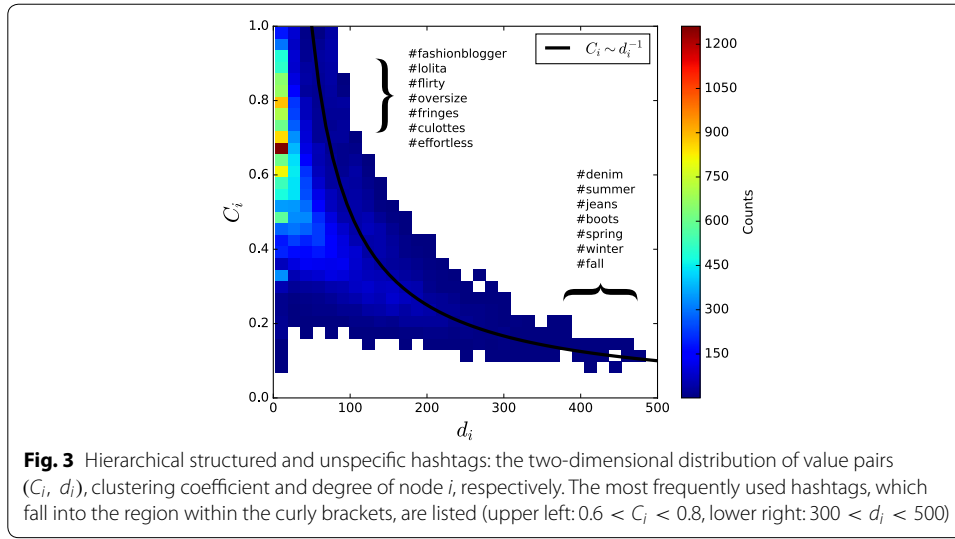 1.0
0.8
0.6
0.4
0.2
0.0
C_i
0
100
200
300
400
500
d_i
#fashionblogger
#lolita
#flirty
#oversize
#fringes
#culottes
#effortless
C_i ∼ d_i^{-1}
#denim
#summer
#jeans
#boots
#spring
#winter
#fall
1200
1050
900
750
600
450
300
150
Counts
Fig. 3 Hierarchical structured and unspecific hashtags: the two-dimensional distribution of value pairs
(C_i, d_i), clustering coefficient and degree of node i, respectively. The most frequently used hashtags, which
fall into the region within the curly brackets, are listed (upper left: 0.6 < C_i < 0.8, lower right: 300 < d_i < 500)